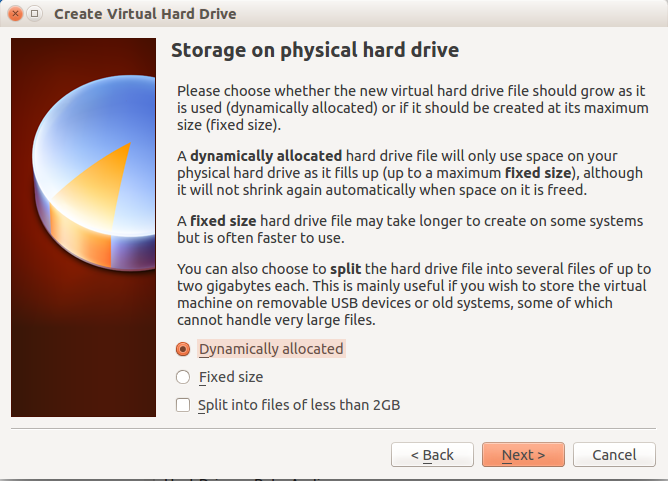 Create Virtual Hard Drive
Storage on physical hard drive
Please choose whether the new virtual hard drive file should grow as it
is used (dynamically allocated) or if it should be created at its maximum
size (fixed size).
A dynamically allocated hard drive file will only use space on your
physical hard drive as it fills up (up to a maximum fixed size), although
it will not shrink again automatically when space on it is freed.
A fixed size hard drive file may take longer to create on some systems
but is often faster to use.
You can also choose to split the hard drive file into several files of up to
two gigabytes each. This is mainly useful if you wish to store the virtual
machine on removable USB devices or old systems, some of which
cannot handle very large files.
Dynamically allocated
Fixed size
Split into files of less than 2GB
< Back Next > Cancel